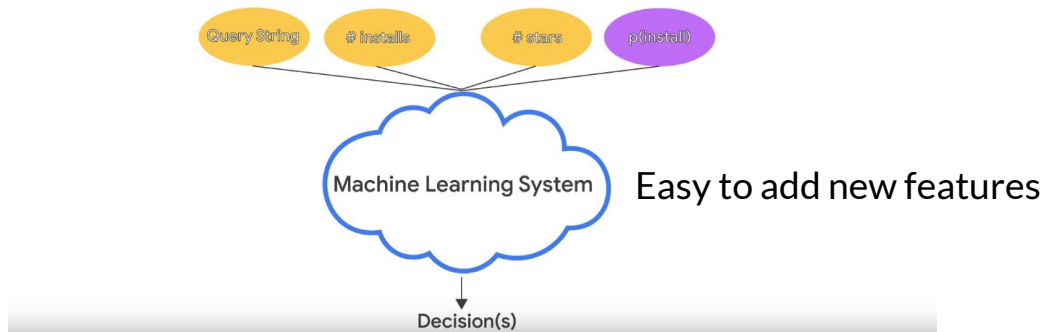 Query String
# installs
# stars
p(install)
Machine Learning System
Easy to add new features
Decision(s)